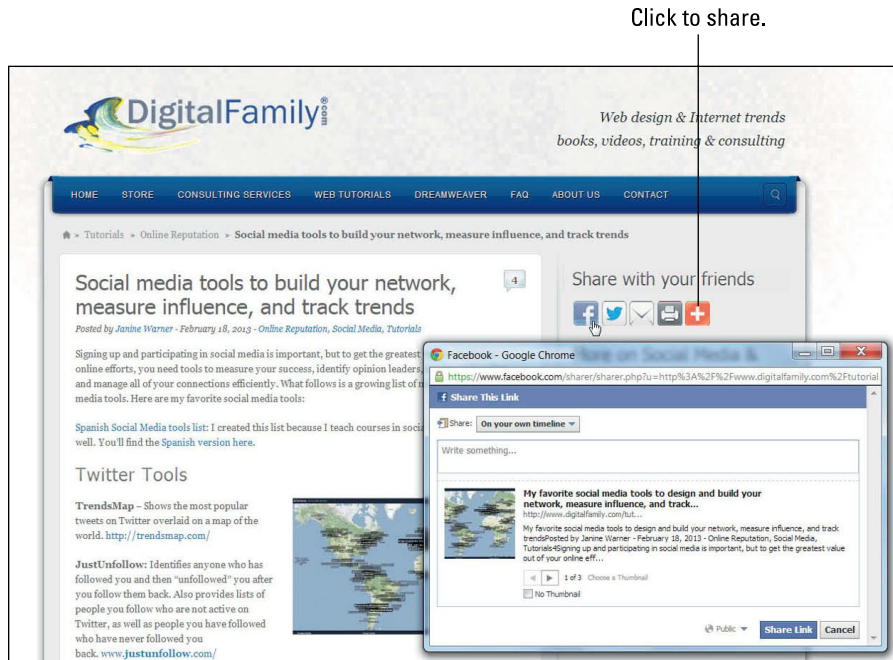 Click to share.
DigitalFamily.com
Web design & Internet trends
books, videos, training & consulting
HOME STORE CONSULTING SERVICES WEB TUTORIALS DREAMWEAVER FAQ ABOUT US CONTACT
» Tutorials » Online Reputation » Social media tools to build your network, measure influence, and track trends
Social media tools to build your network,
measure influence, and track trends
4
Posted by Janine Warner - February 18, 2013 - Online Reputation, Social Media, Tutorials
Signing up and participating in social media is important, but to get the greatest
online efforts, you need tools to measure your success, identify opinion leaders,
and manage all of your connections efficiently. What follows is a growing list of
media tools. Here are my favorite social media tools:
Spanish Social Media tools list: I created this list because I teach courses in
well. You'll find the Spanish version here.
Twitter Tools
TrendsMap – Shows the most popular
tweets on Twitter overlaid on a map of the
world. http://trendsmap.com/
JustUnfollow: Identifies anyone who has
followed you and then "unfollowed" you after
you follow them back. Also provides lists of
people you follow who are not active on
Twitter, as well as people you have followed
who have never followed you
back. www.justunfollow.com/
Share with your friends
More on Social Media &
Facebook - Google Chrome
https://www.facebook.com/sharer/sharer.php?u=http%3A%2F%2Fwww.digitalfamily.com%2Ftutorial
Share This Link
Share: On your own timeline
Write something...
My favorite social media tools to design and build your
network, measure influence, and track...
http://www.digitalfamily.com/tut...
My favorite social media tools to design and build your network, measure influence, and track
trendsPosted by Janine Warner - February 18, 2013 - Online Reputation, Social Media,
Tutorials4Signing up and participating in social media is important, but to get the greatest value
out of your online eff...
1 of 3 Choose a Thumbnail
No Thumbnail
Public Share Link Cancel